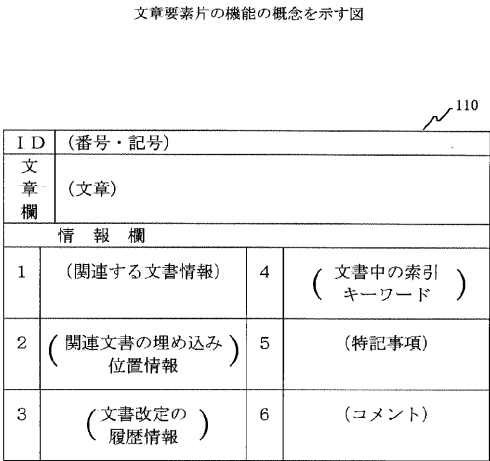 文章要素片の機能の概念を示す図
110
ID (番号・記号)
文章欄 (文章)
情報欄
1 (関連する文書情報) 4 (文書中の索引
キーワード)
2 (関連文書の埋め込み
位置情報) 5 (特記事項)
3 (文書改定の
履歴情報) 6 (コメント)